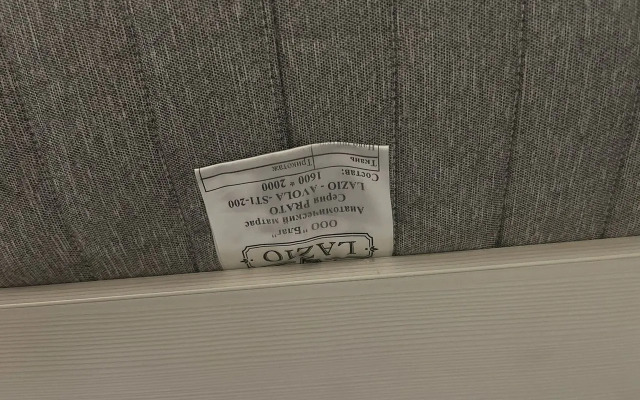 LAZIO
ООО "Благ"
Анатомический матрас
Серия PRATO
LAZIO - AVOLA -ST1-200
1600 * 2000
Состав:
Ткань Трикотаж